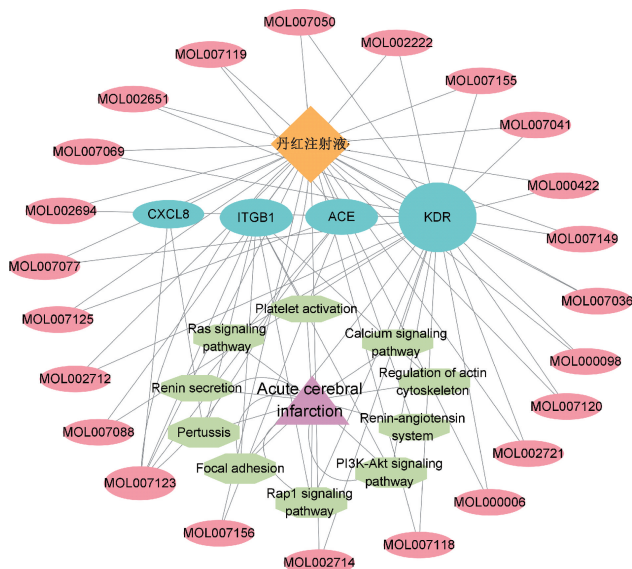 MOL007050
MOL002222
MOL007119
MOL007155
MOL002651
MOL007041
丹红注射液
MOL007069
MOL000422
MOL002694
CXCL8
ITGB1
ACE
KDR
MOL007149
MOL007077
MOL007036
Platelet activation
MOL007125
Ras signaling
pathway
Calcium signaling
pathway
MOL000098
MOL002712
Renin secretion
Acute cerebral
infarction
Regulation of actin
cytoskeleton
MOL007120
MOL007088
Pertussis
Renin-angiotensin
system
MOL002721
MOL007123
Focal adhesion
PI3K-Akt signaling
pathway
MOL000006
Rap1 signaling
pathway
MOL007156
MOL007118
MOL002714